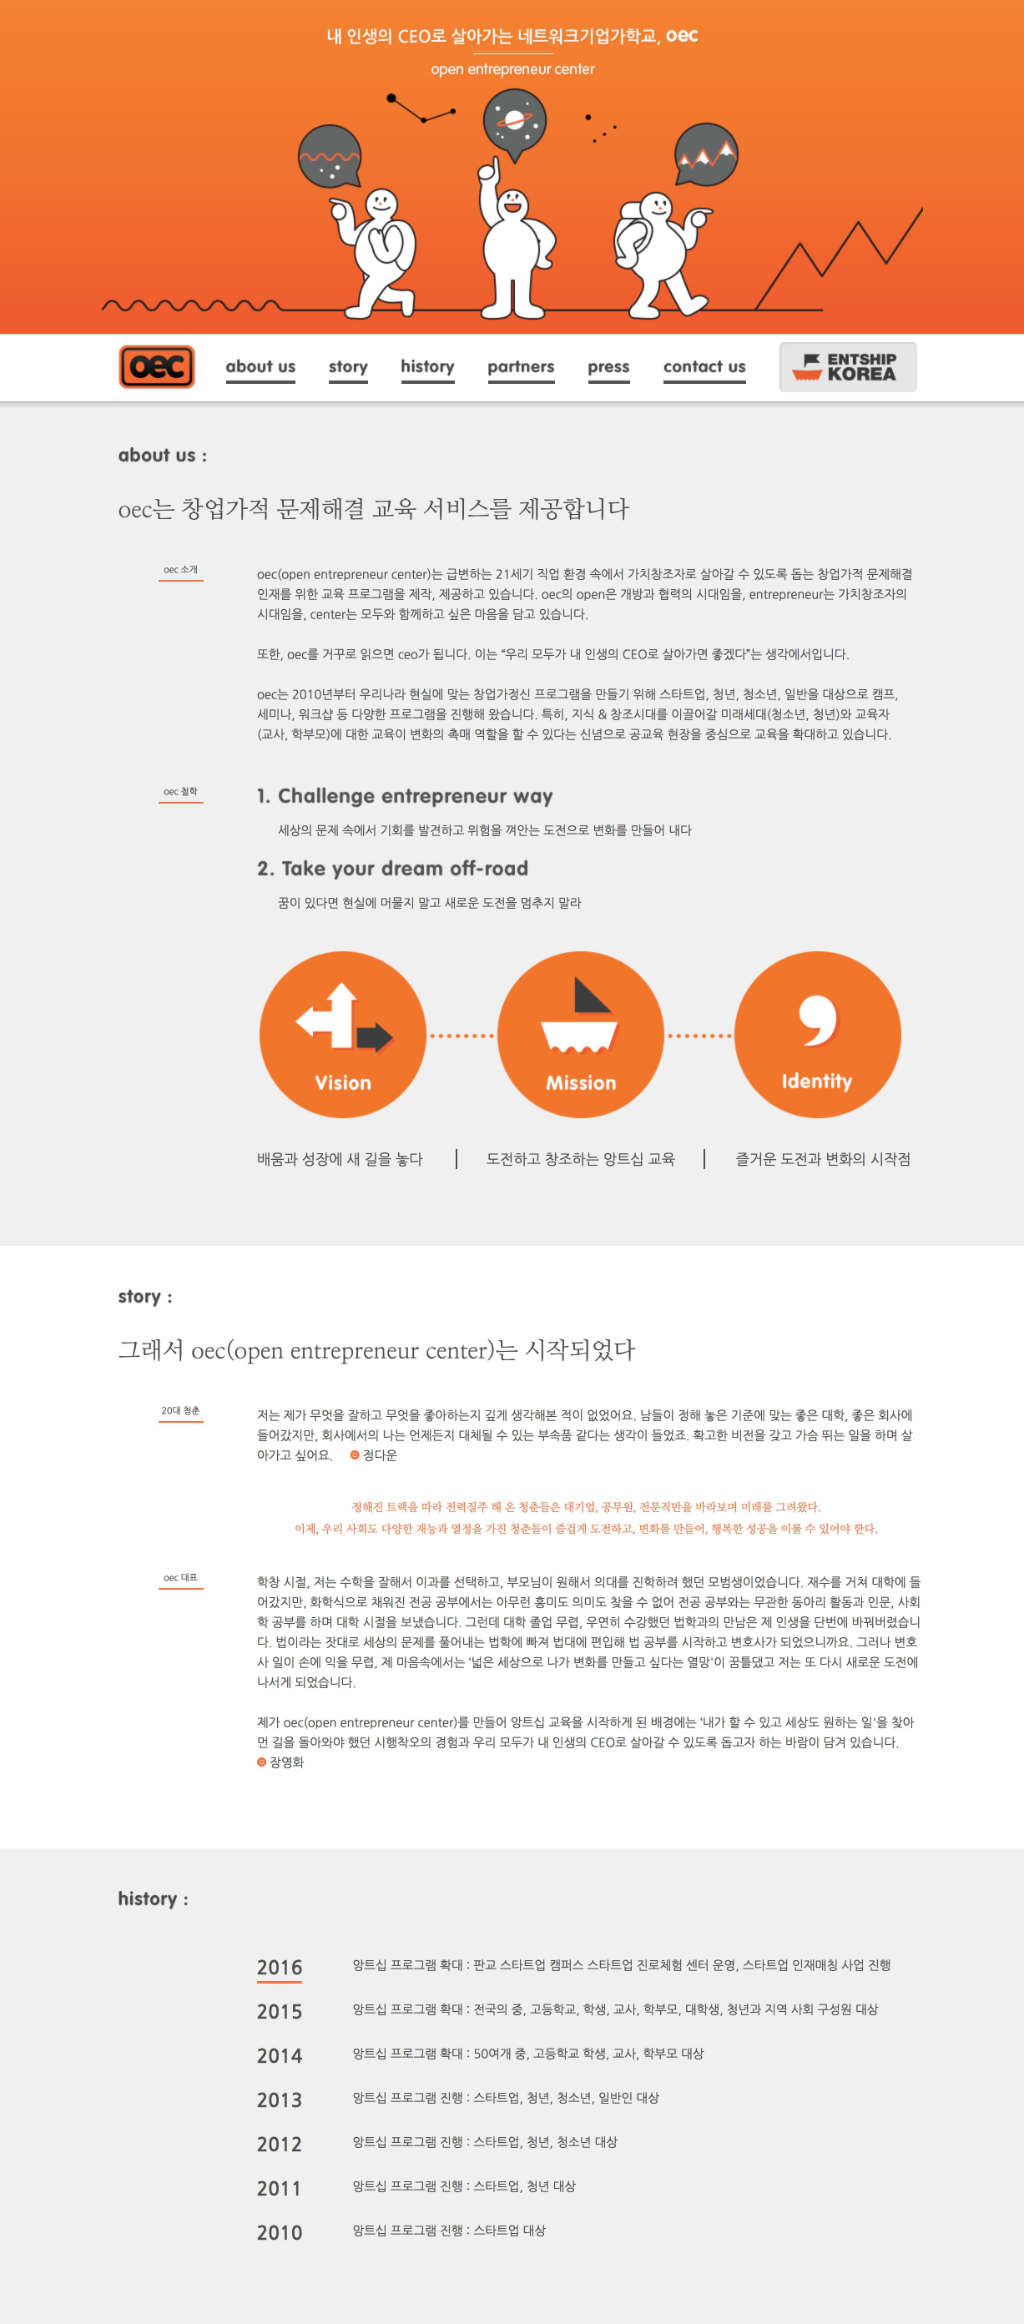 내 인생의 CEO로 살아가는 네트워크기업가학교, oec
open entrepreneur center
oec
about us
story
history
partners
press
contact us
ENTSHIP
KOREA
about us :
oec는 창업가적 문제해결 교육 서비스를 제공합니다
oec 소개
oec(open entrepreneur center)는 급변하는 21세기 직업 환경 속에서 가치창조자로 살아갈 수 있도록 돕는 창업가적 문제해결
인재를 위한 교육 프로그램을 제작, 제공하고 있습니다. oec의 open은 개방과 협력의 시대임을, entrepreneur는 가치창조자의
시대임을, center는 모두와 함께하고 싶은 마음을 담고 있습니다.
또한, oec를 거꾸로 읽으면 ceo가 됩니다. 이는 “우리 모두가 내 인생의 CEO로 살아가면 좋겠다”는 생각에서입니다.
oec는 2010년부터 우리나라 현실에 맞는 창업가정신 프로그램을 만들기 위해 스타트업, 청년, 청소년, 일반을 대상으로 캠프,
세미나, 워크샵 등 다양한 프로그램을 진행해 왔습니다. 특히, 지식 & 창조시대를 이끌어갈 미래세대(청소년, 청년)와 교육자
(교사, 학부모)에 대한 교육이 변화의 촉매 역할을 할 수 있다는 신념으로 공교육 현장을 중심으로 교육을 확대하고 있습니다.
oec 철학
1. Challenge entrepreneur way
세상의 문제 속에서 기회를 발견하고 위험을 껴안는 도전으로 변화를 만들어 내다
2. Take your dream off-road
꿈이 있다면 현실에 머물지 말고 새로운 도전을 멈추지 말라
Vision
Mission
Identity
배움과 성장에 새 길을 놓다
도전하고 창조하는 앙트십 교육
즐거운 도전과 변화의 시작점
story :
그래서 oec(open entrepreneur center)는 시작되었다
20대 청춘
저는 제가 무엇을 잘하고 무엇을 좋아하는지 깊게 생각해본 적이 없었어요. 남들이 정해 놓은 기준에 맞는 좋은 대학, 좋은 회사에
들어갔지만, 회사에서의 나는 언제든지 대체될 수 있는 부속품 같다는 생각이 들었죠. 확고한 비전을 갖고 가슴 뛰는 일을 하며 살
아가고 싶어요. 정다운
정해진 트랙을 따라 전력질주 해 온 청춘들은 대기업, 공무원, 전문직만을 바라보며 미래를 그려왔다.
이제, 우리 사회도 다양한 재능과 열정을 가진 청춘들이 즐겁게 도전하고, 변화를 만들어, 행복한 성공을 이룰 수 있어야 한다.
oec 대표
학창 시절, 저는 수학을 잘해서 이과를 선택하고, 부모님이 원해서 의대를 진학하려 했던 모범생이었습니다. 재수를 거쳐 대학에 들
어갔지만, 화학식으로 채워진 전공 공부에서는 아무런 흥미도 의미도 찾을 수 없어 전공 공부와는 무관한 동아리 활동과 인문, 사회
학 공부를 하며 대학 시절을 보냈습니다. 그런데 대학 졸업 무렵, 우연히 수강했던 법학과의 만남은 제 인생을 단번에 바꿔버렸습니
다. 법이라는 잣대로 세상의 문제를 풀어내는 법학에 빠져 법대에 편입해 법 공부를 시작하고 변호사가 되었으니까요. 그러나 변호
사 일이 손에 익을 무렵, 제 마음속에서는 '넓은 세상으로 나가 변화를 만들고 싶다는 열망'이 꿈틀댔고 저는 또 다시 새로운 도전에
나서게 되었습니다.
제가 oec(open entrepreneur center)를 만들어 앙트십 교육을 시작하게 된 배경에는 '내가 할 수 있고 세상도 원하는 일'을 찾아
먼 길을 돌아와야 했던 시행착오의 경험과 우리 모두가 내 인생의 CEO로 살아갈 수 있도록 돕고자 하는 바람이 담겨 있습니다.
장영화
history :
2016 앙트십 프로그램 확대 : 판교 스타트업 캠퍼스 스타트업 진로체험 센터 운영, 스타트업 인재매칭 사업 진행
2015 앙트십 프로그램 확대 : 전국의 중, 고등학교, 학생, 교사, 학부모, 대학생, 청년과 지역 사회 구성원 대상
2014 앙트십 프로그램 확대 : 50여개 중, 고등학교 학생, 교사, 학부모 대상
2013 앙트십 프로그램 진행 : 스타트업, 청년, 청소년, 일반인 대상
2012 앙트십 프로그램 진행 : 스타트업, 청년, 청소년 대상
2011 앙트십 프로그램 진행 : 스타트업, 청년 대상
2010 앙트십 프로그램 진행 : 스타트업 대상